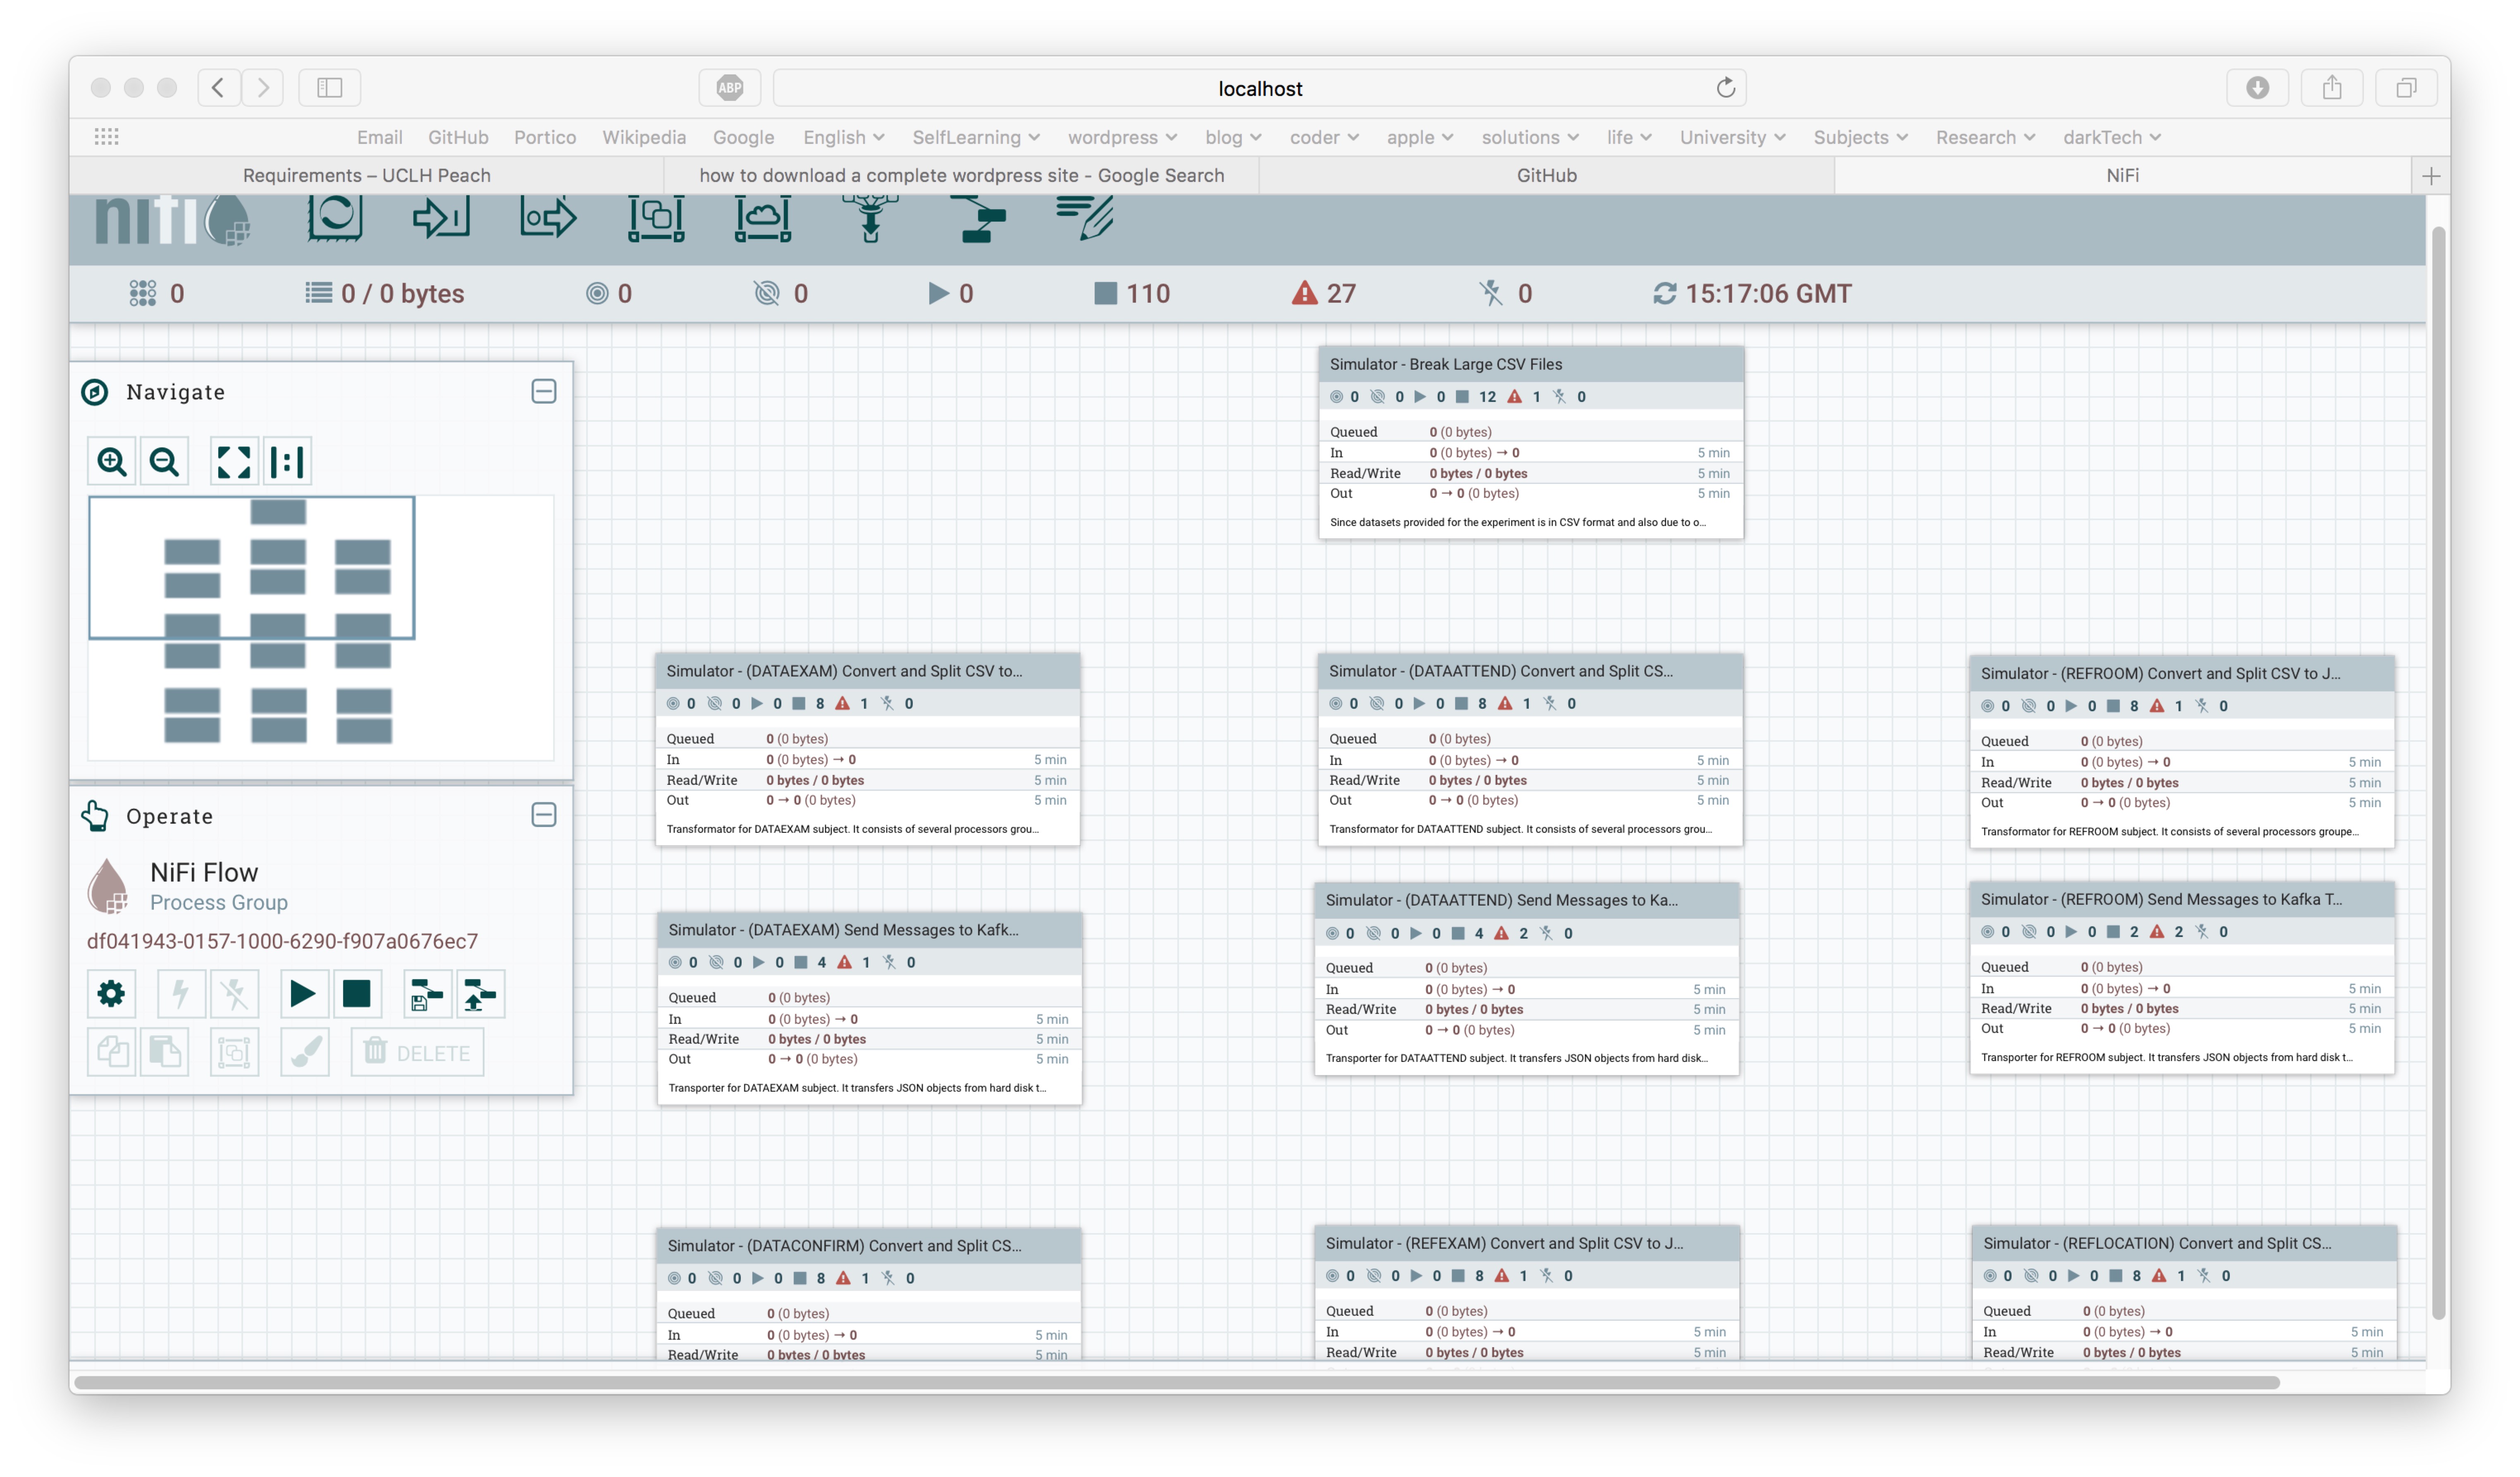 ABP
localhost
Email GitHub Portico Wikipedia Google English SelfLearning wordpress blog coder apple solutions life University Subjects Research darkTech
Requirements – UCLH Peach
how to download a complete wordpress site - Google Search
GitHub
NiFi
nifi
0 0 / 0 bytes 0 0 0 110 27 0 15:17:06 GMT
Navigate
Operate
NiFi Flow
Process Group
df041943-0157-1000-6290-f907a0676ec7
DELETE
Simulator - Break Large CSV Files
0 0 0 12 1 0
Queued 0 (0 bytes)
In 0 (0 bytes) → 0 5 min
Read/Write 0 bytes / 0 bytes 5 min
Out 0 → 0 (0 bytes) 5 min
Since datasets provided for the experiment is in CSV format and also due to o...
Simulator - (DATAEXAM) Convert and Split CSV to...
0 0 0 8 1 0
Queued 0 (0 bytes)
In 0 (0 bytes) → 0 5 min
Read/Write 0 bytes / 0 bytes 5 min
Out 0 → 0 (0 bytes) 5 min
Transformator for DATAEXAM subject. It consists of several processors grou...
Simulator - (DATAATTEND) Convert and Split CS...
0 0 0 8 1 0
Queued 0 (0 bytes)
In 0 (0 bytes) → 0 5 min
Read/Write 0 bytes / 0 bytes 5 min
Out 0 → 0 (0 bytes) 5 min
Transformator for DATAATTEND subject. It consists of several processors grou...
Simulator - (REFROOM) Convert and Split CSV to J...
0 0 0 8 1 0
Queued 0 (0 bytes)
In 0 (0 bytes) → 0 5 min
Read/Write 0 bytes / 0 bytes 5 min
Out 0 → 0 (0 bytes) 5 min
Transformator for REFROOM subject. It consists of several processors groupe...
Simulator - (DATAEXAM) Send Messages to Kafk...
0 0 0 4 1 0
Queued 0 (0 bytes)
In 0 (0 bytes) → 0 5 min
Read/Write 0 bytes / 0 bytes 5 min
Out 0 → 0 (0 bytes) 5 min
Transporter for DATAEXAM subject. It transfers JSON objects from hard disk t...
Simulator - (DATAATTEND) Send Messages to Ka...
0 0 0 4 2 0
Queued 0 (0 bytes)
In 0 (0 bytes) → 0 5 min
Read/Write 0 bytes / 0 bytes 5 min
Out 0 → 0 (0 bytes) 5 min
Transporter for DATAATTEND subject. It transfers JSON objects from hard disk...
Simulator - (REFROOM) Send Messages to Kafka T...
0 0 0 2 2 0
Queued 0 (0 bytes)
In 0 (0 bytes) → 0 5 min
Read/Write 0 bytes / 0 bytes 5 min
Out 0 → 0 (0 bytes) 5 min
Transporter for REFROOM subject. It transfers JSON objects from hard disk t...
Simulator - (DATACONFIRM) Convert and Split CS...
0 0 0 8 1 0
Queued 0 (0 bytes)
In 0 (0 bytes) → 0 5 min
Read/Write 0 bytes / 0 bytes 5 min
Simulator - (REFEXAM) Convert and Split CSV to J...
0 0 0 8 1 0
Queued 0 (0 bytes)
In 0 (0 bytes) → 0 5 min
Read/Write 0 bytes / 0 bytes 5 min
Simulator - (REFLOCATION) Convert and Split CS...
0 0 0 8 1 0
Queued 0 (0 bytes)
In 0 (0 bytes) → 0 5 min
Read/Write 0 bytes / 0 bytes 5 min